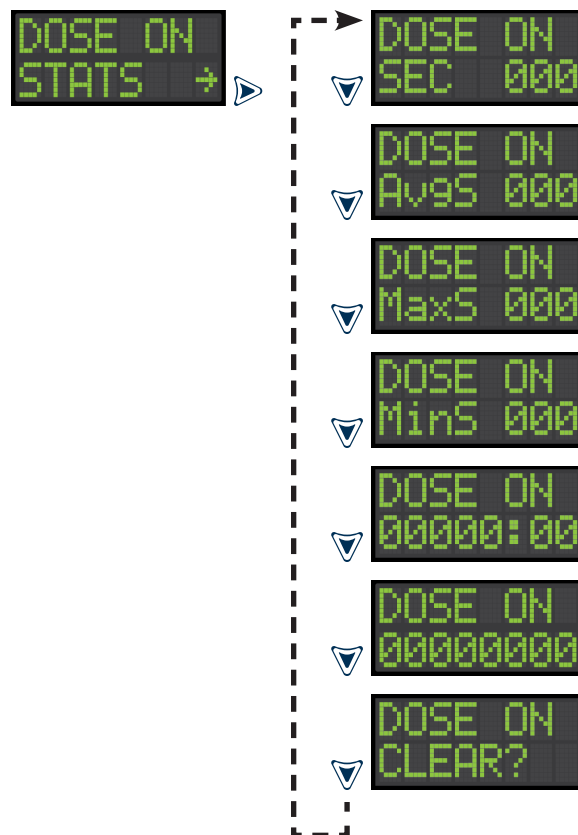 DOSE ON
STATS →
DOSE ON
SEC 000
DOSE ON
AvgS 000
DOSE ON
MaxS 000
DOSE ON
MinS 000
DOSE ON
00000:00
DOSE ON
00000000
DOSE ON
CLEAR?